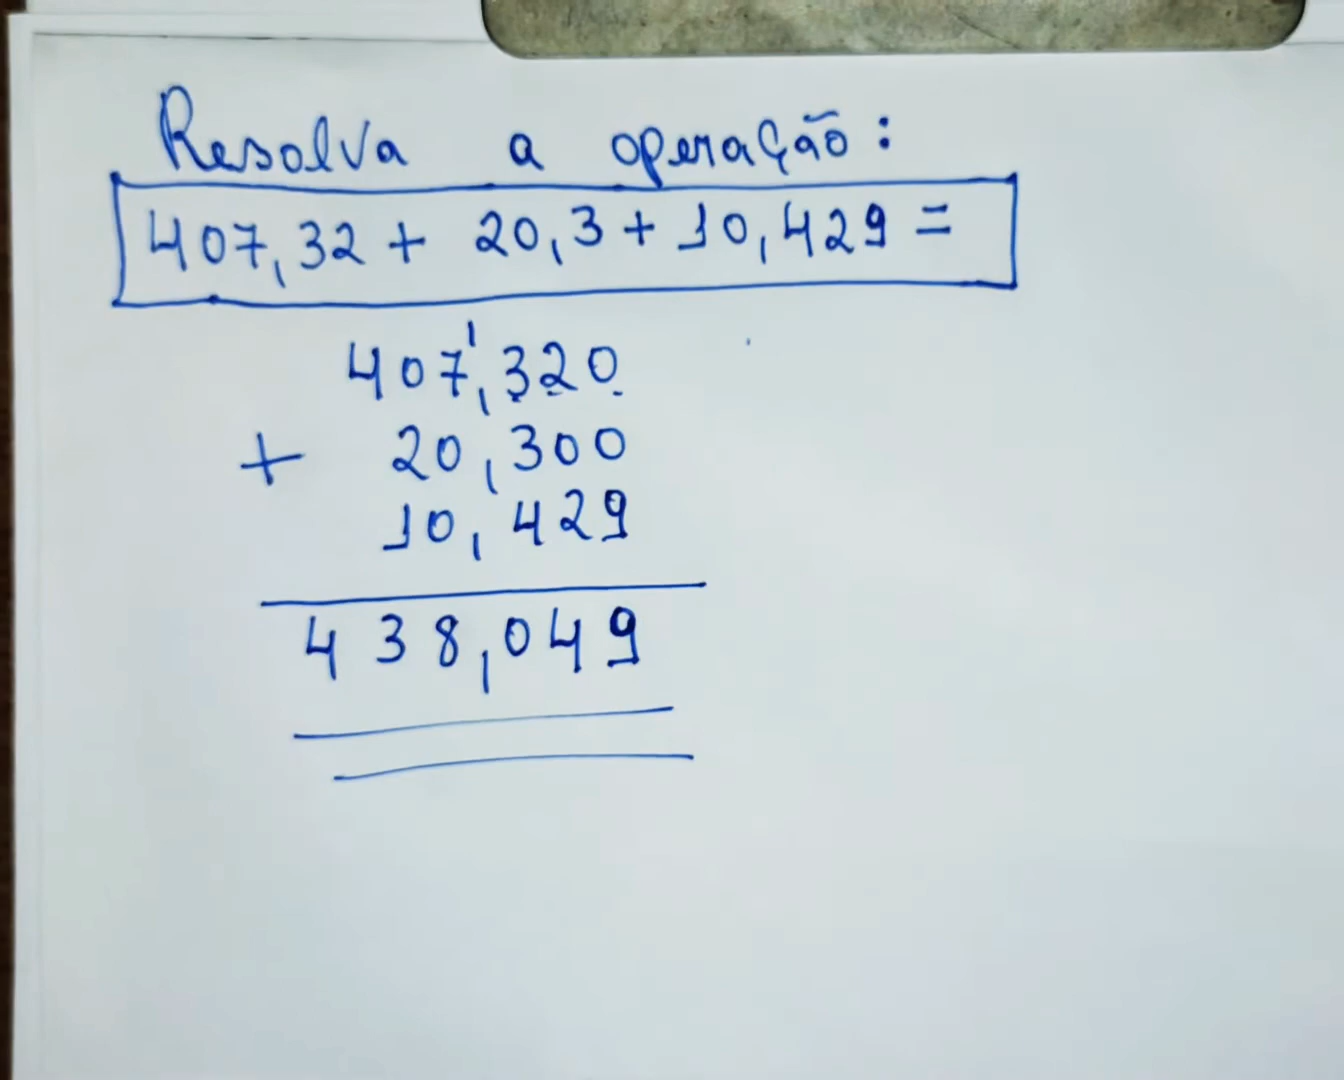 Resolva a operação:
407,32 + 20,3 + 10,429 =
1
407,320
+ 20,300
10,429
438,049